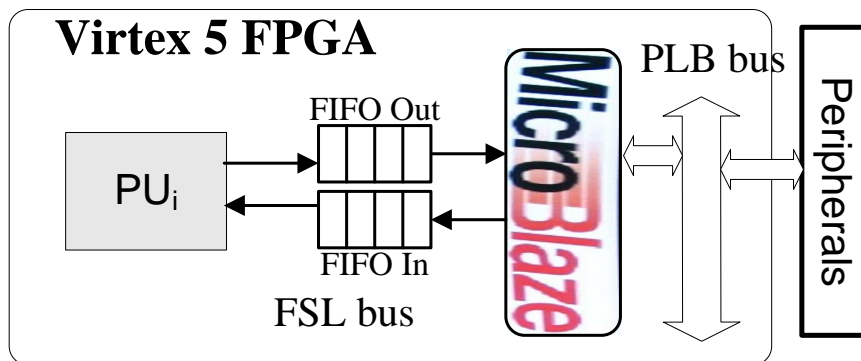 Virtex 5 FPGA
PLB bus
FIFO Out
PUi
FIFO In
FSL bus
MicroBlaze
Peripherals